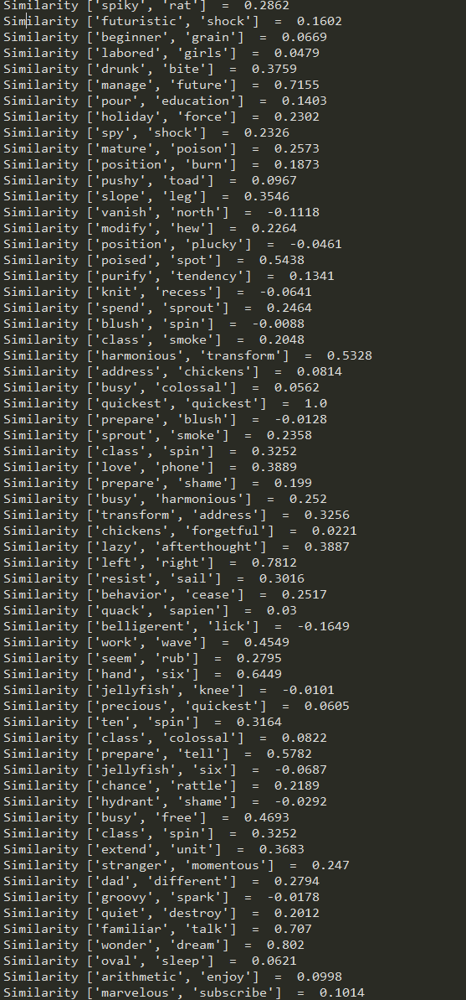 Similarity ['spiky', 'rat']  =  0.2862
Similarity ['futuristic', 'shock']  =  0.1602
Similarity ['beginner', 'grain']  =  0.0669
Similarity ['labored', 'girls']  =  0.0479
Similarity ['drunk', 'bite']  =  0.3759
Similarity ['manage', 'future']  =  0.7155
Similarity ['pour', 'education']  =  0.1403
Similarity ['holiday', 'force']  =  0.2302
Similarity ['spy', 'shock']  =  0.2326
Similarity ['mature', 'poison']  =  0.2573
Similarity ['position', 'burn']  =  0.1873
Similarity ['pushy', 'toad']  =  0.0967
Similarity ['slope', 'leg']  =  0.3546
Similarity ['vanish', 'north']  =  -0.1118
Similarity ['modify', 'hew']  =  0.2264
Similarity ['position', 'plucky']  =  -0.0461
Similarity ['poised', 'spot']  =  0.5438
Similarity ['purify', 'tendency']  =  0.1341
Similarity ['knit', 'recess']  =  -0.0641
Similarity ['spend', 'sprout']  =  0.2464
Similarity ['blush', 'spin']  =  -0.0088
Similarity ['class', 'smoke']  =  0.2048
Similarity ['harmonious', 'transform']  =  0.5328
Similarity ['address', 'chickens']  =  0.0814
Similarity ['busy', 'colossal']  =  0.0562
Similarity ['quickest', 'quickest']  =  1.0
Similarity ['prepare', 'blush']  =  -0.0128
Similarity ['sprout', 'smoke']  =  0.2358
Similarity ['class', 'spin']  =  0.3252
Similarity ['love', 'phone']  =  0.3889
Similarity ['prepare', 'shame']  =  0.199
Similarity ['busy', 'harmonious']  =  0.252
Similarity ['transform', 'address']  =  0.3256
Similarity ['chickens', 'forgetful']  =  0.0221
Similarity ['lazy', 'afterthought']  =  0.3887
Similarity ['left', 'right']  =  0.7812
Similarity ['resist', 'sail']  =  0.3016
Similarity ['behavior', 'cease']  =  0.2517
Similarity ['quack', 'sapien']  =  0.03
Similarity ['belligerent', 'lick']  =  -0.1649
Similarity ['work', 'wave']  =  0.4549
Similarity ['seem', 'rub']  =  0.2795
Similarity ['hand', 'six']  =  0.6449
Similarity ['jellyfish', 'knee']  =  -0.0101
Similarity ['precious', 'quickest']  =  0.0605
Similarity ['ten', 'spin']  =  0.3164
Similarity ['class', 'colossal']  =  0.0822
Similarity ['prepare', 'tell']  =  0.5782
Similarity ['jellyfish', 'six']  =  -0.0687
Similarity ['chance', 'rattle']  =  0.2189
Similarity ['hydrant', 'shame']  =  -0.0292
Similarity ['busy', 'free']  =  0.4693
Similarity ['class', 'spin']  =  0.3252
Similarity ['extend', 'unit']  =  0.3683
Similarity ['stranger', 'momentous']  =  0.247
Similarity ['dad', 'different']  =  0.2794
Similarity ['groovy', 'spark']  =  -0.0178
Similarity ['quiet', 'destroy']  =  0.2012
Similarity ['familiar', 'talk']  =  0.707
Similarity ['wonder', 'dream']  =  0.802
Similarity ['oval', 'sleep']  =  0.0621
Similarity ['arithmetic', 'enjoy']  =  0.0998
Similarity ['marvelous', 'subscribe']  =  0.1014